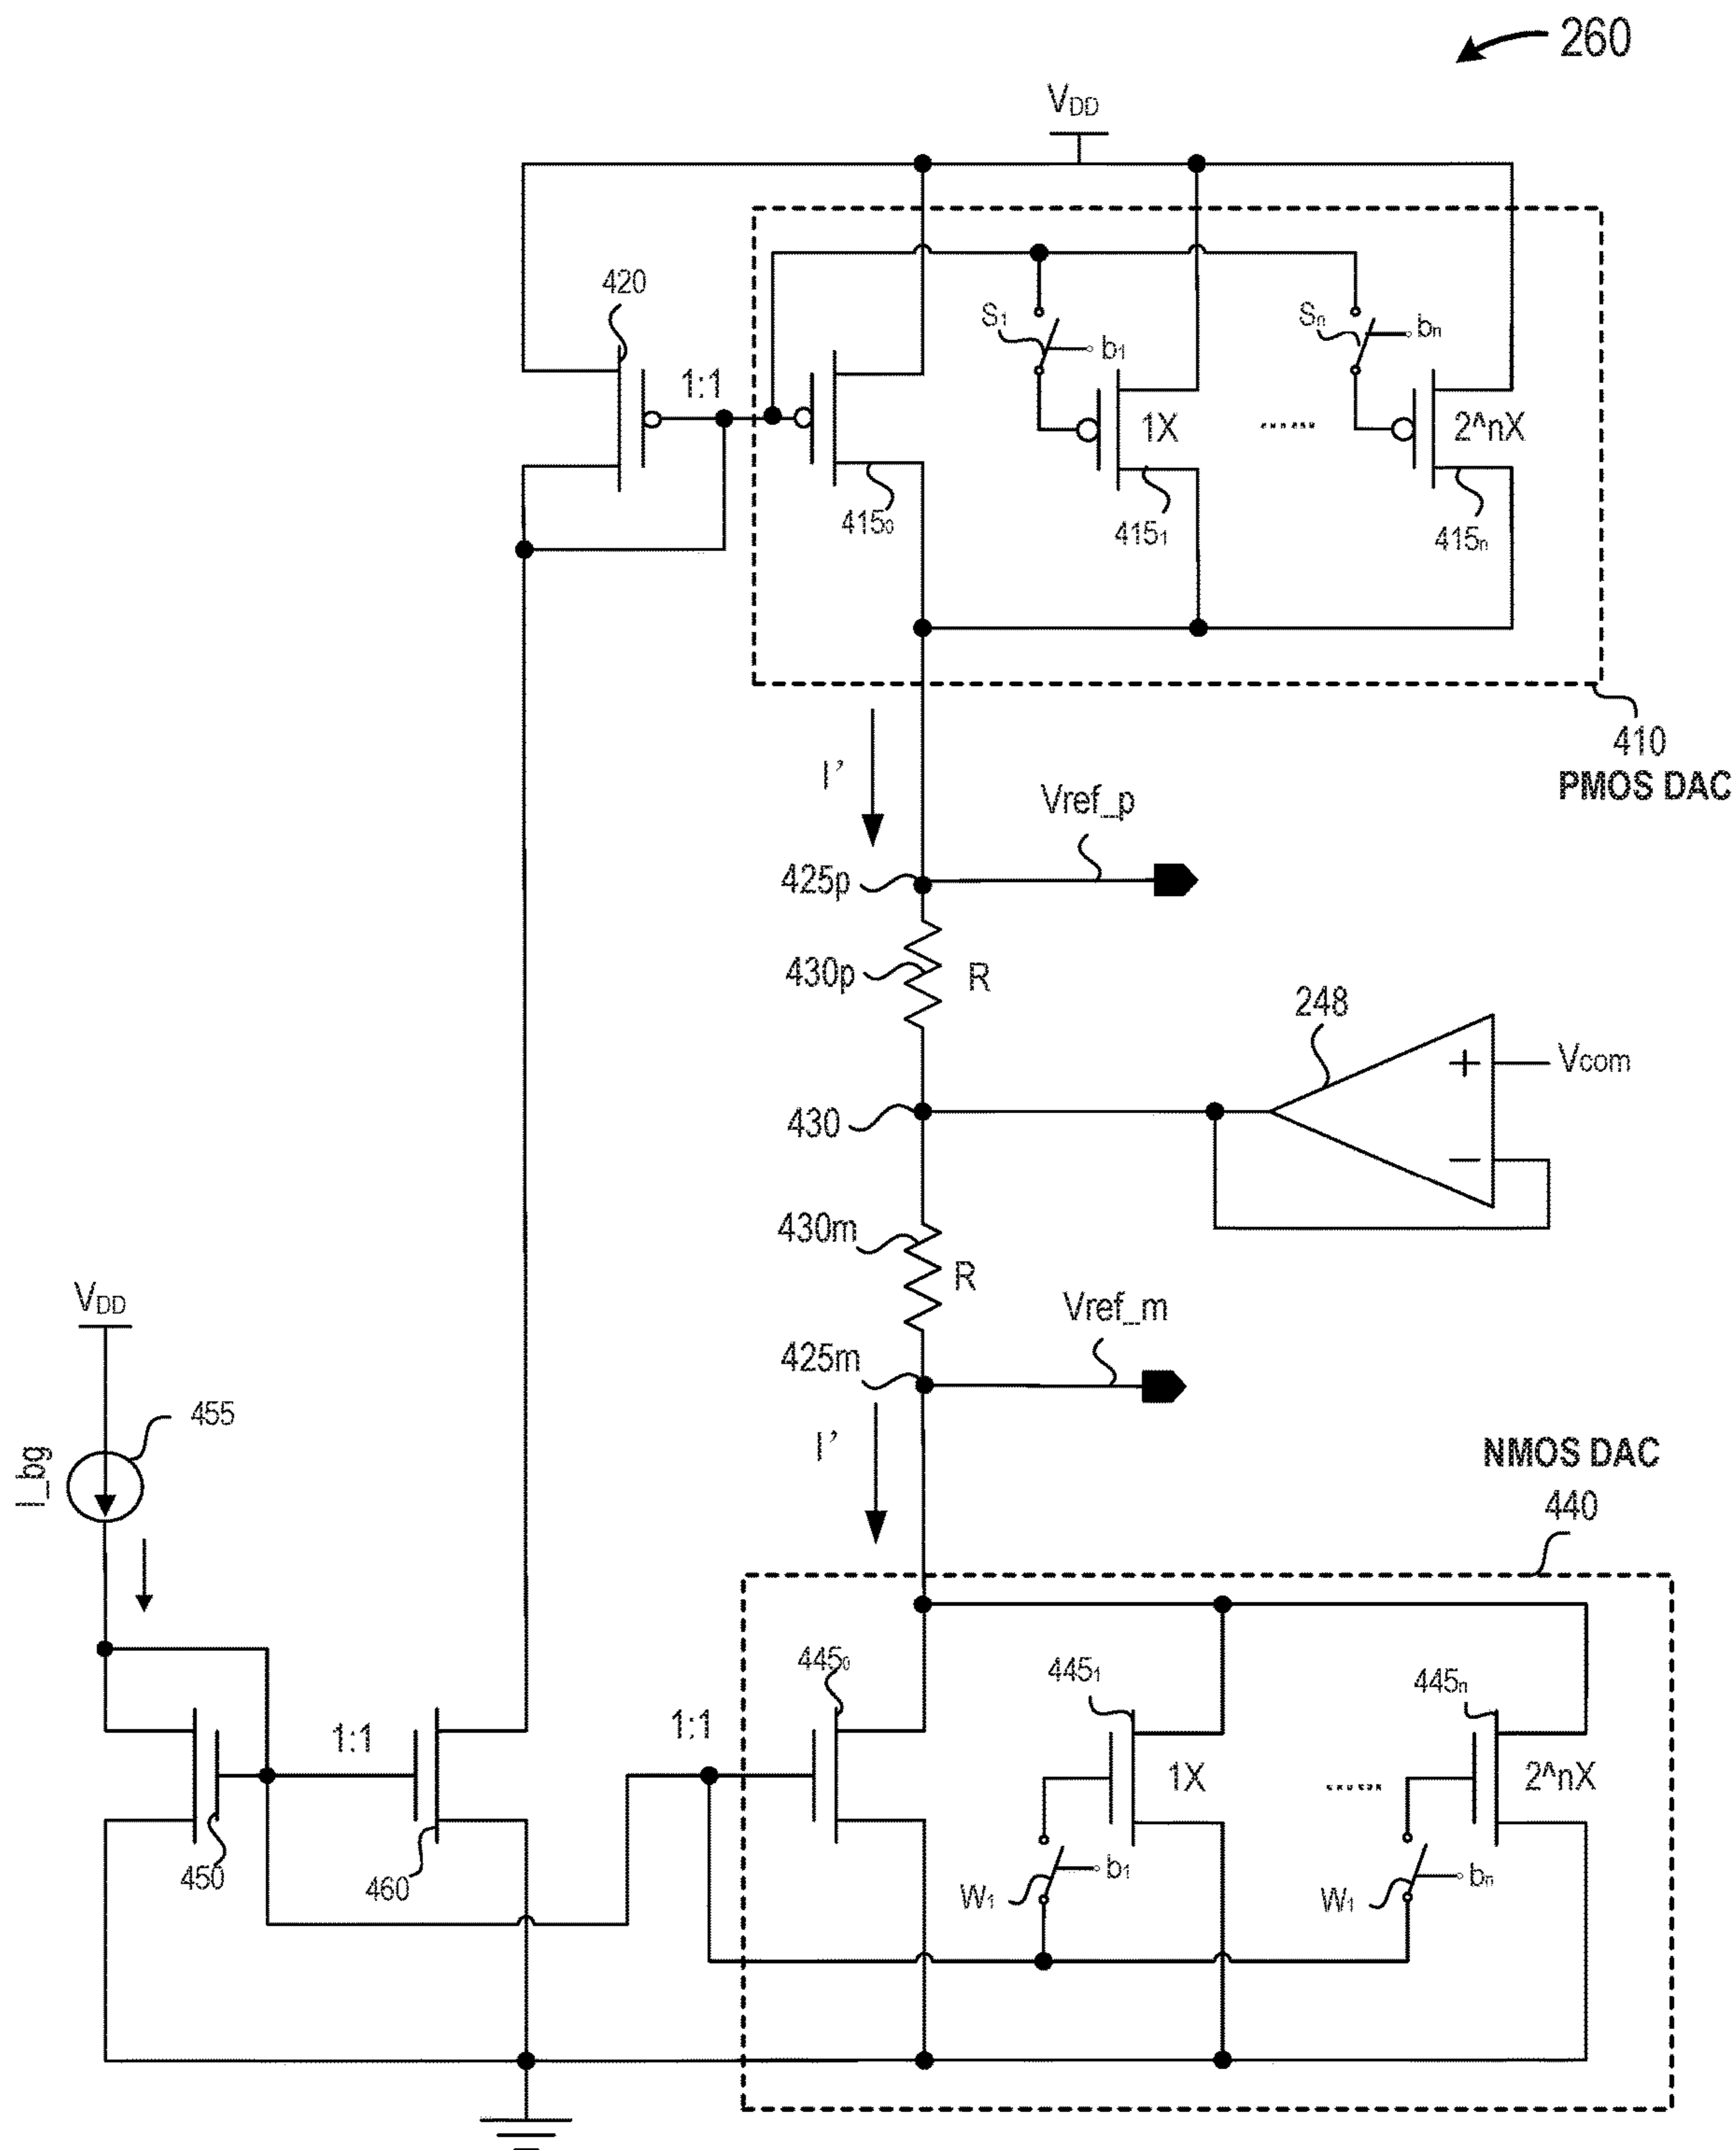 260
VDD
420
1:1
S1
b1
Sn
bn
1X
......
2^nX
4150
4151
415n
410
PMOS DAC
I'
Vref_p
425p
430p
R
248
+
Vcom
430
−
430m
R
VDD
Vref_m
425m
455
I_bg
I'
NMOS DAC
440
4450
4451
445n
1:1
1:1
1X
......
2^nX
450
460
W1
b1
W1
bn